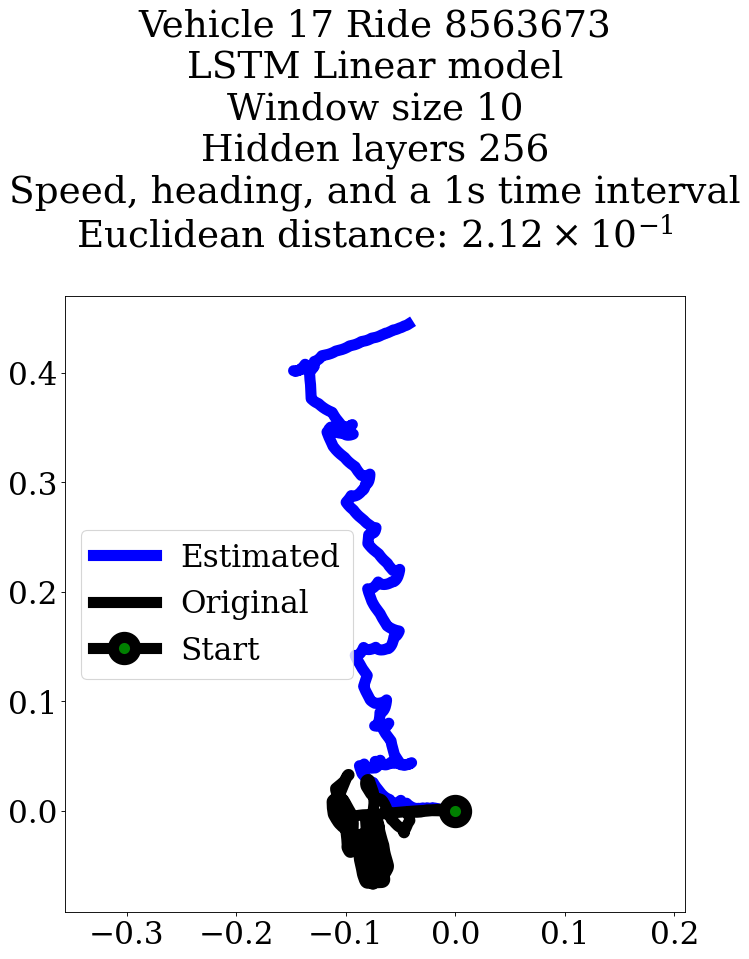 Vehicle 17 Ride 8563673
LSTM Linear model
Window size 10
Hidden layers 256
Speed, heading, and a 1s time interval
Euclidean distance: 2.12 × 10⁻¹
0.4
0.3
Estimated
Original
Start
0.2
0.1
0.0
−0.3 −0.2 −0.1 0.0 0.1 0.2